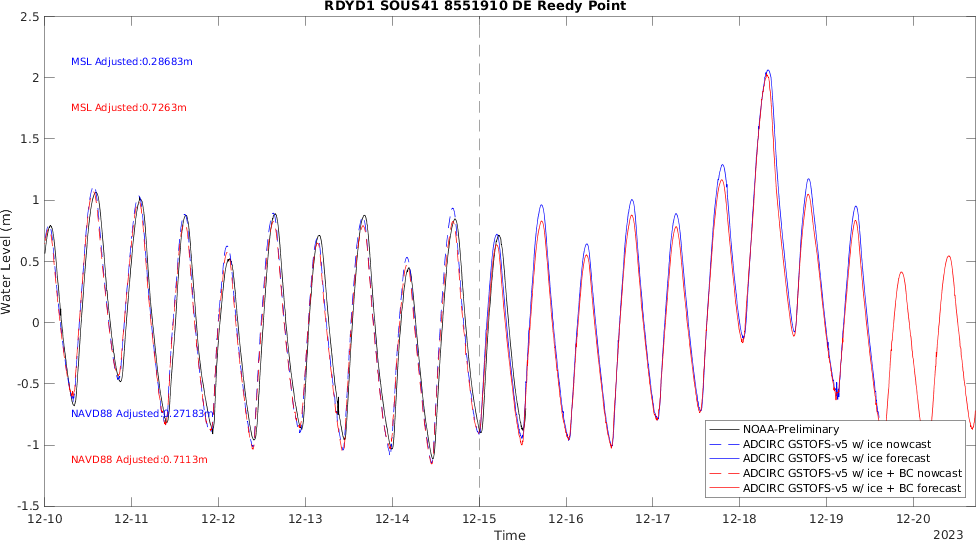 RDYD1 SOUS41 8551910 DE Reedy Point
2.5
2
1.5
1
0.5
0
-0.5
-1
-1.5
Water Level (m)
MSL Adjusted:0.28683m
MSL Adjusted:0.7263m
NAVD88 Adjusted:0.27183m
NAVD88 Adjusted:0.7113m
NOAA-Preliminary
ADCIRC GSTOFS-v5 w/ ice nowcast
ADCIRC GSTOFS-v5 w/ ice forecast
ADCIRC GSTOFS-v5 w/ ice + BC nowcast
ADCIRC GSTOFS-v5 w/ ice + BC forecast
12-10 12-11 12-12 12-13 12-14 12-15 12-16 12-17 12-18 12-19 12-20
Time
2023